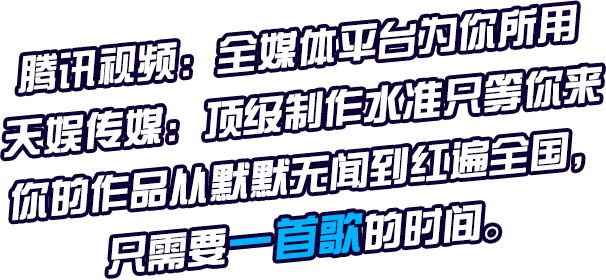 腾讯视频：全媒体平台为你所用
天娱传媒：顶级制作水准只等你来
你的作品从默默无闻到红遍全国，
只需要一首歌的时间。